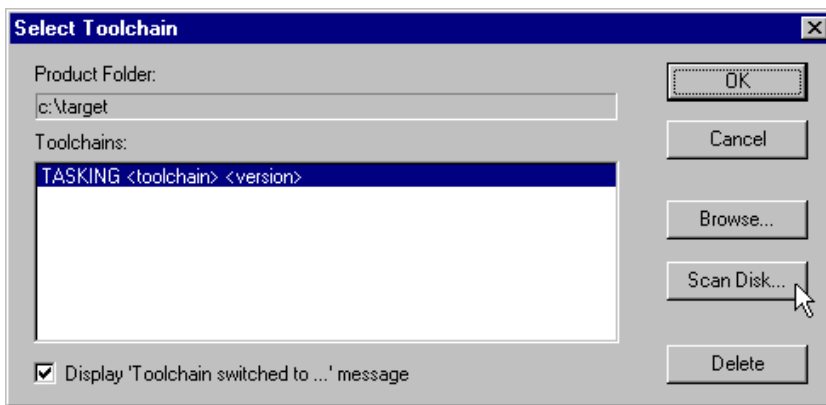 Select Toolchain
Product Folder:
c:\target
Toolchains:
TASKING <toolchain> <version>
Display 'Toolchain switched to ...' message
OK
Cancel
Browse...
Scan Disk...
Delete